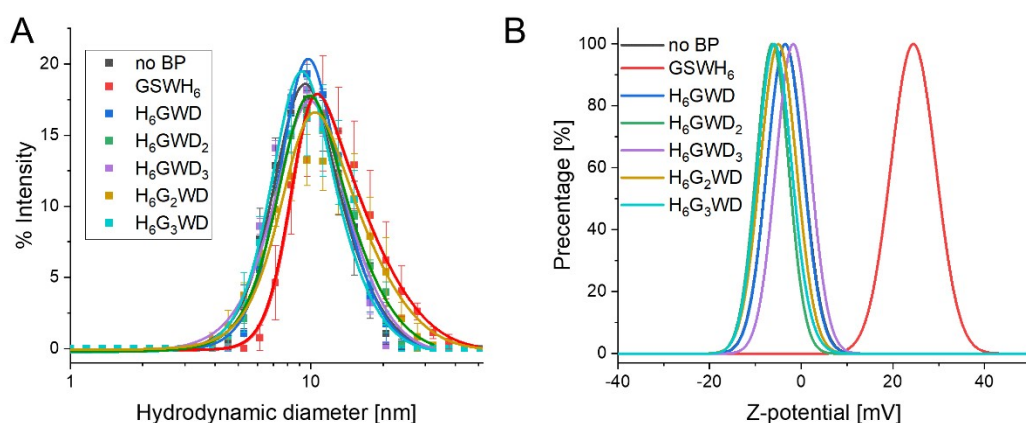 A
no BP
GSWH₆
H₆GWD
H₆GWD₂
H₆GWD₃
H₆G₂WD
H₆G₃WD
20
15
10
5
0
% Intensity
1
10
Hydrodynamic diameter [nm]
B
no BP
GSWH₆
H₆GWD
H₆GWD₂
H₆GWD₃
H₆G₂WD
H₆G₃WD
100
80
60
40
20
0
Precentage [%]
-40
-20
0
20
40
Z-potential [mV]